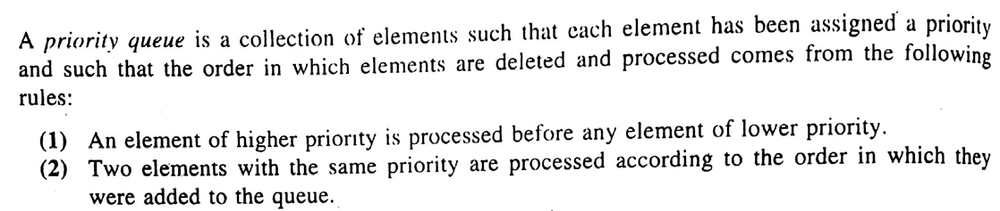 A priority queue is a collection of elements such that each element has been assigned a priority
and such that the order in which elements are deleted and processed comes from the following
rules:
(1) An element of higher priority is processed before any element of lower priority.
(2) Two elements with the same priority are processed according to the order in which they
were added to the queue.